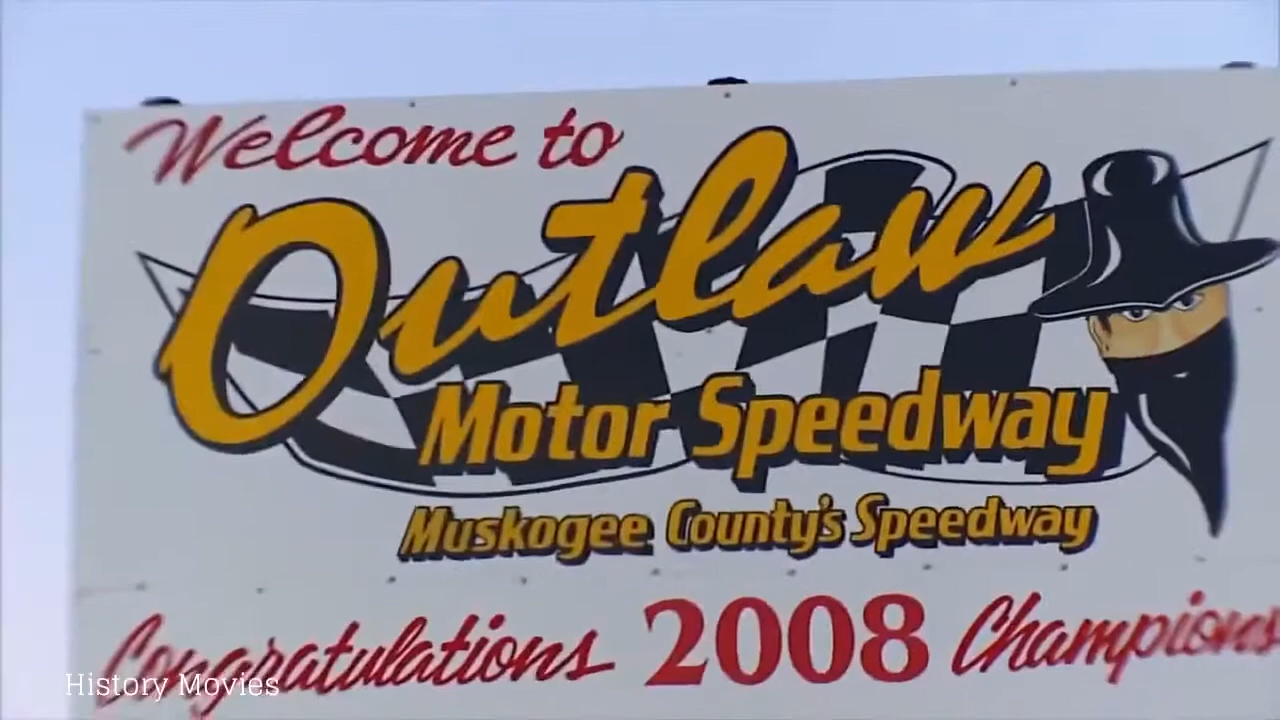 Welcome to
Outlaw
Motor Speedway
Muskogee County's Speedway
Congratulations 2008 Champions
History Movies